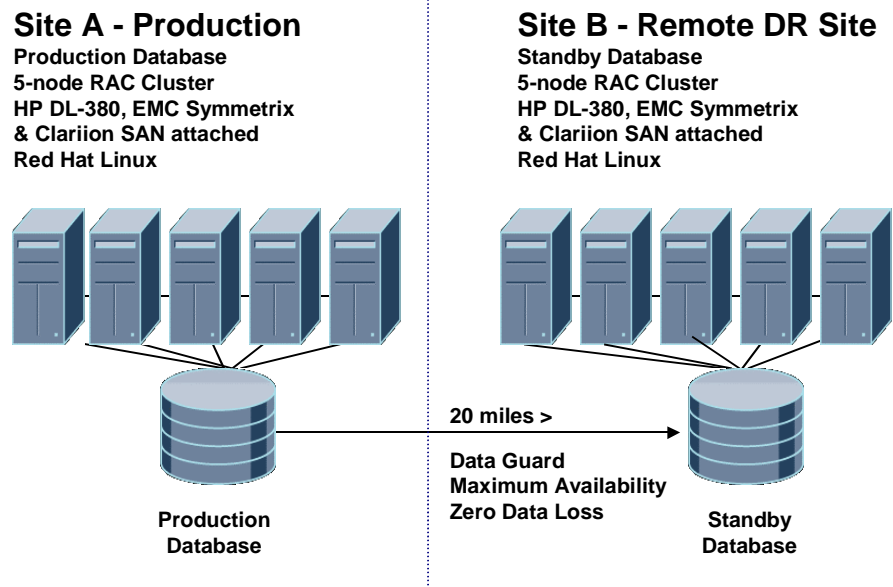 Site A - Production
Production Database
5-node RAC Cluster
HP DL-380, EMC Symmetrix
& Clariion SAN attached
Red Hat Linux
Site B - Remote DR Site
Standby Database
5-node RAC Cluster
HP DL-380, EMC Symmetrix
& Clariion SAN attached
Red Hat Linux
20 miles >
Data Guard
Maximum Availability
Zero Data Loss
Production
Database
Standby
Database